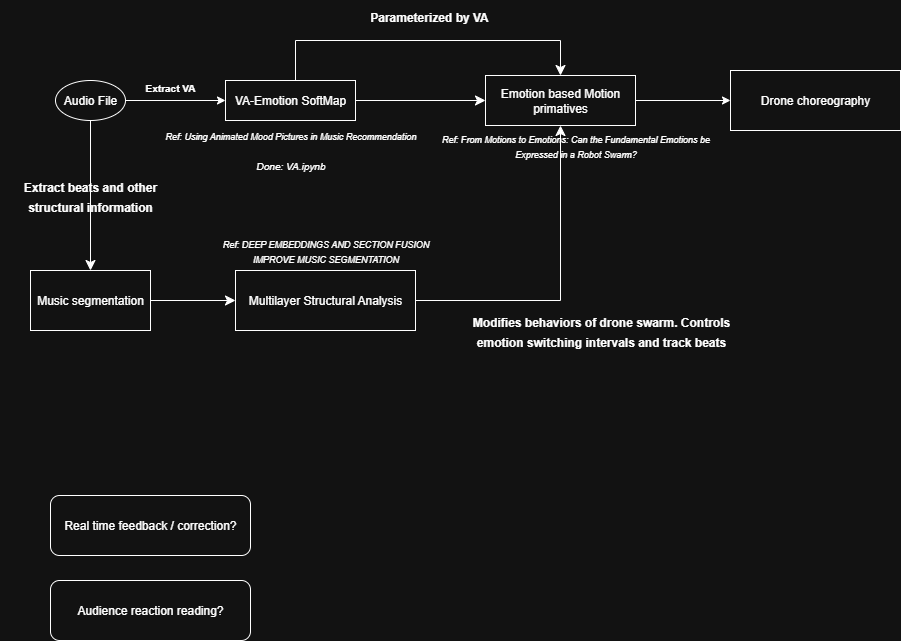 Parameterized by VA
Extract VA
Audio File
VA-Emotion SoftMap
Emotion based Motion
primatives
Drone choreography
Ref: Using Animated Mood Pictures in Music Recommendation
Ref: From Motions to Emotions: Can the Fundamental Emotions be
Expressed in a Robot Swarm?
Done: VA.ipynb
Extract beats and other
structural information
Ref: DEEP EMBEDDINGS AND SECTION FUSION
IMPROVE MUSIC SEGMENTATION
Music segmentation
Multilayer Structural Analysis
Modifies behaviors of drone swarm. Controls
emotion switching intervals and track beats
Real time feedback / correction?
Audience reaction reading?